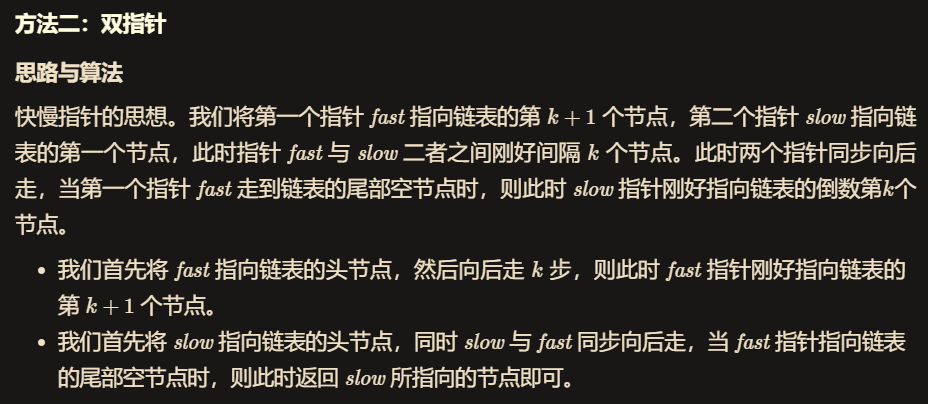 方法二：双指针
思路与算法
快慢指针的思想。我们将第一个指针 fast 指向链表的第 k + 1 个节点，第二个指针 slow 指向链
表的第一个节点，此时指针 fast 与 slow 二者之间刚好间隔 k 个节点。此时两个指针同步向后
走，当第一个指针 fast 走到链表的尾部空节点时，则此时 slow 指针刚好指向链表的倒数第k个
节点。
• 我们首先将 fast 指向链表的头节点，然后向后走 k 步，则此时 fast 指针刚好指向链表的
第 k + 1 个节点。
• 我们首先将 slow 指向链表的头节点，同时 slow 与 fast 同步向后走，当 fast 指针指向链表
的尾部空节点时，则此时返回 slow 所指向的节点即可。